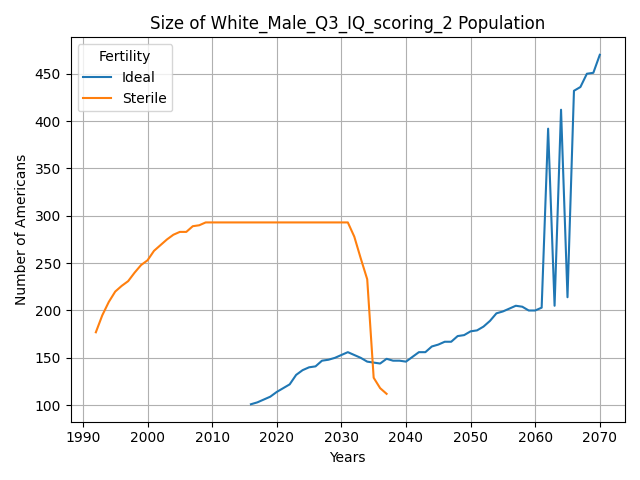 Size of White_Male_Q3_IQ_scoring_2 Population
Fertility
Ideal
Sterile
Number of Americans
450
400
350
300
250
200
150
100
1990 2000 2010 2020 2030 2040 2050 2060 2070
Years